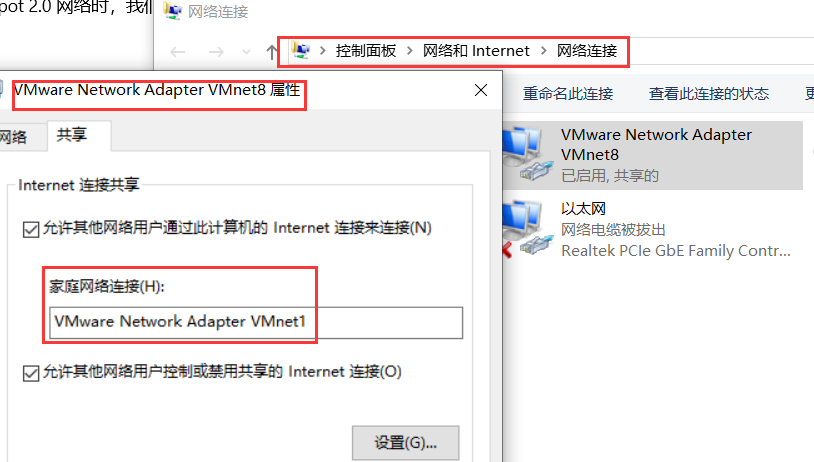 pot 2.0 网络时，我们
网络连接
控制面板 > 网络和 Internet > 网络连接
VMware Network Adapter VMnet8 属性
重命名此连接 查看此连接的状态
网络 共享
VMware Network Adapter
VMnet8
已启用, 共享的
Internet 连接共享
以太网
允许其他网络用户通过此计算机的 Internet 连接来连接(N)
网络电缆被拔出
Realtek PCIe GbE Family Contr...
家庭网络连接(H):
VMware Network Adapter VMnet1
允许其他网络用户控制或禁用共享的 Internet 连接(O)
设置(G)...